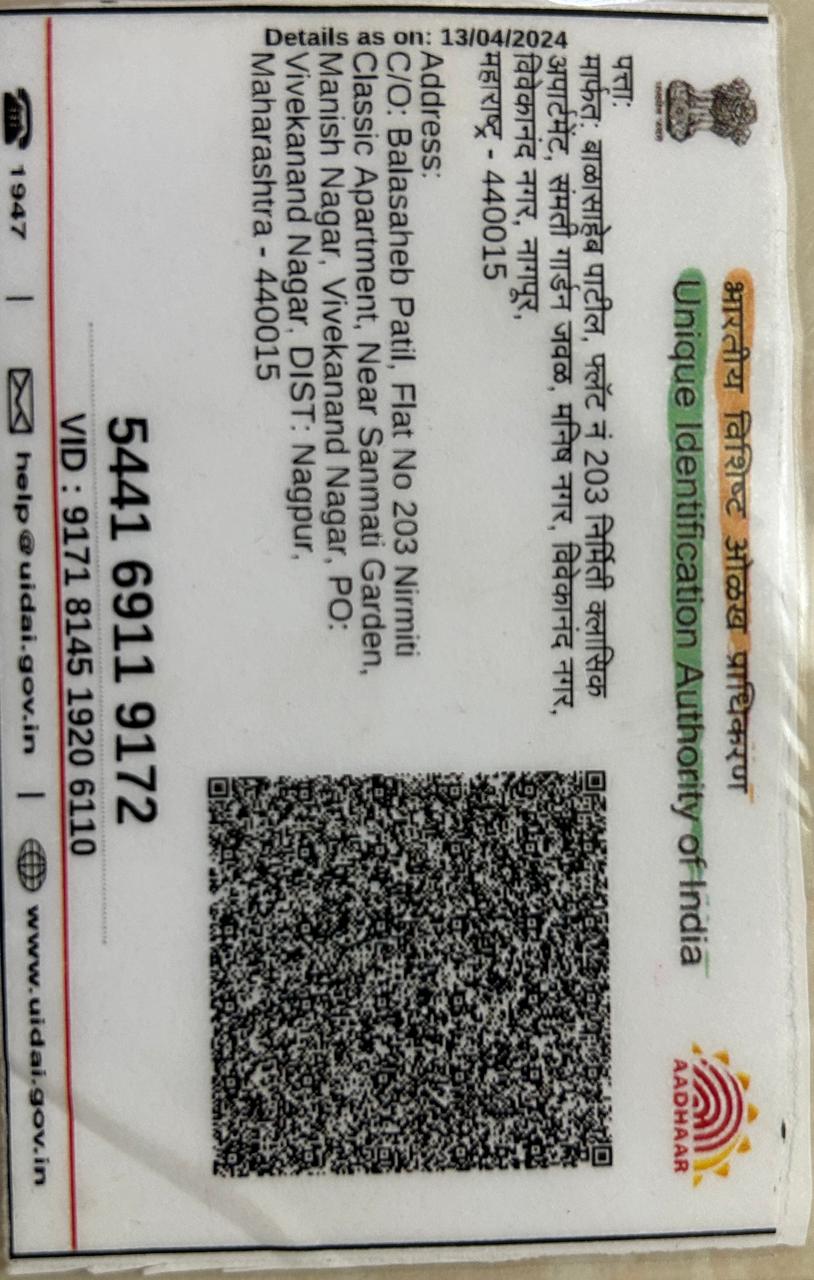 भारतीय विशिष्ट ओळख प्राधिकरण
Unique Identification Authority of India
AADHAAR
Details as on: 13/04/2024
पत्ता:
मार्फत: बाळासाहेब पाटील, फ्लॅट नं 203 निर्मिती क्लासिक
अपार्टमेंट, संमती गार्डन जवळ, मनिष नगर, विवेकानंद नगर,
विवेकानंद नगर, नागपूर,
महाराष्ट्र - 440015
Address:
C/O: Balasaheb Patil, Flat No 203 Nirmiti
Classic Apartment, Near Sanmati Garden,
Manish Nagar, Vivekanand Nagar, PO:
Vivekanand Nagar, DIST: Nagpur,
Maharashtra - 440015
5441 6911 9172
VID : 9171 8145 1920 6110
1947 | help@uidai.gov.in | www.uidai.gov.in